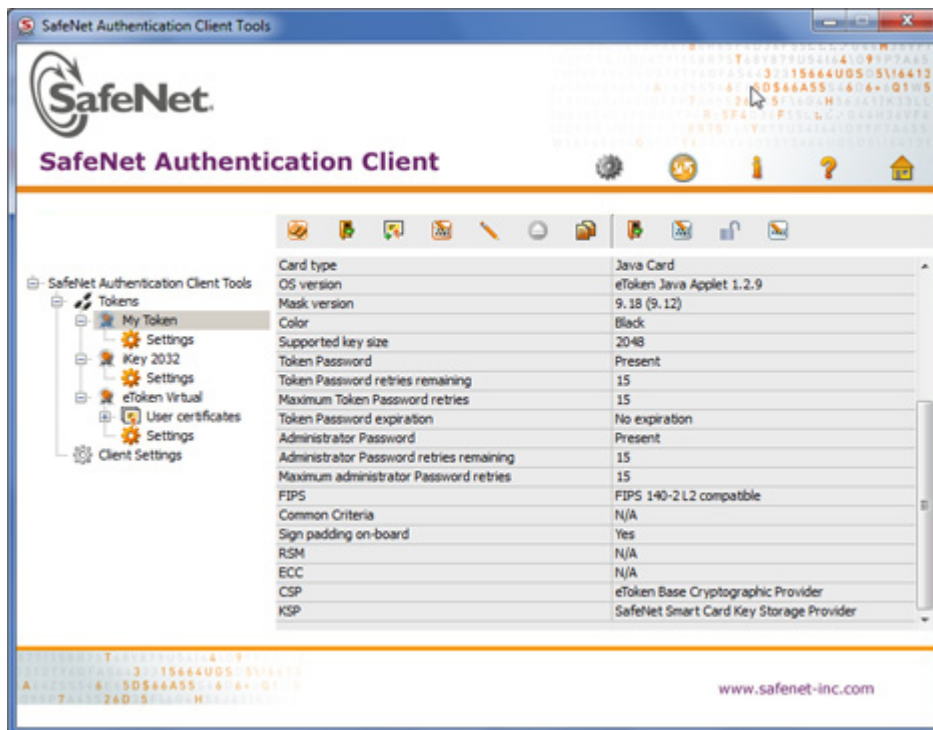 SafeNet Authentication Client Tools
SafeNet.
SafeNet Authentication Client
SafeNet Authentication Client Tools
Tokens
My Token
Settings
iKey 2032
Settings
eToken Virtual
User certificates
Settings
Client Settings
Card type Java Card
OS version eToken Java Applet 1.2.9
Mask version 9.18 (9.12)
Color Black
Supported key size 2048
Token Password Present
Token Password retries remaining 15
Maximum Token Password retries 15
Token Password expiration No expiration
Administrator Password Present
Administrator Password retries remaining 15
Maximum administrator Password retries 15
FIPS FIPS 140-2 L2 compatible
Common Criteria N/A
Sign padding on-board Yes
RSM N/A
ECC N/A
CSP eToken Base Cryptographic Provider
KSP SafeNet Smart Card Key Storage Provider
www.safenet-inc.com